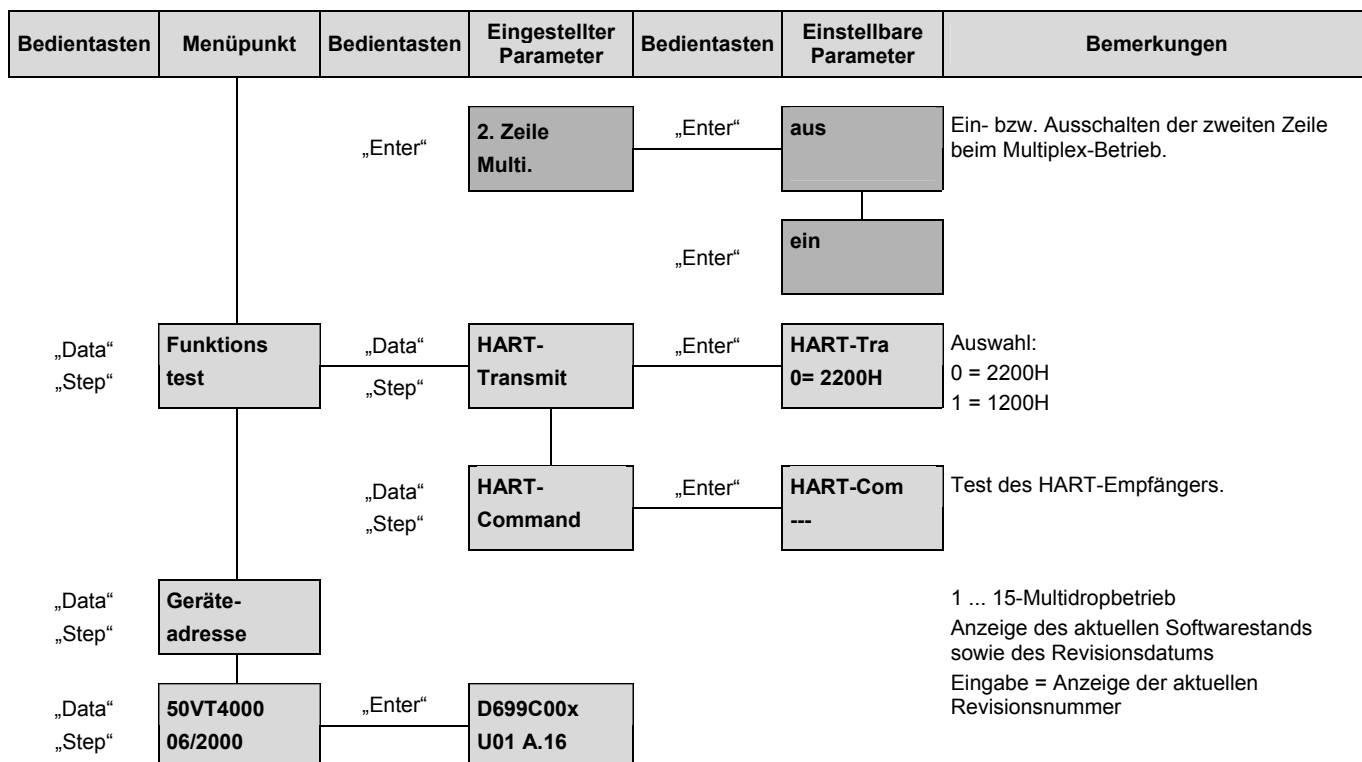 Bedientasten
Menüpunkt
Bedientasten
Eingestellter
Parameter
Bedientasten
Einstellbare
Parameter
Bemerkungen
„Enter“
2. Zeile
Multi.
„Enter“
aus
Ein- bzw. Ausschalten der zweiten Zeile
beim Multiplex-Betrieb.
„Enter“
ein
„Data“
„Step“
Funktions
test
„Data“
„Step“
HART-
Transmit
„Enter“
HART-Tra
0= 2200H
Auswahl:
0 = 2200H
1 = 1200H
„Data“
„Step“
HART-
Command
„Enter“
HART-Com
---
Test des HART-Empfängers.
„Data“
„Step“
Geräte-
adresse
1 ... 15-Multidropbetrieb
Anzeige des aktuellen Softwarestands
sowie des Revisionsdatums
Eingabe = Anzeige der aktuellen
Revisionsnummer
„Data“
„Step“
50VT4000
06/2000
„Enter“
D699C00x
U01 A.16